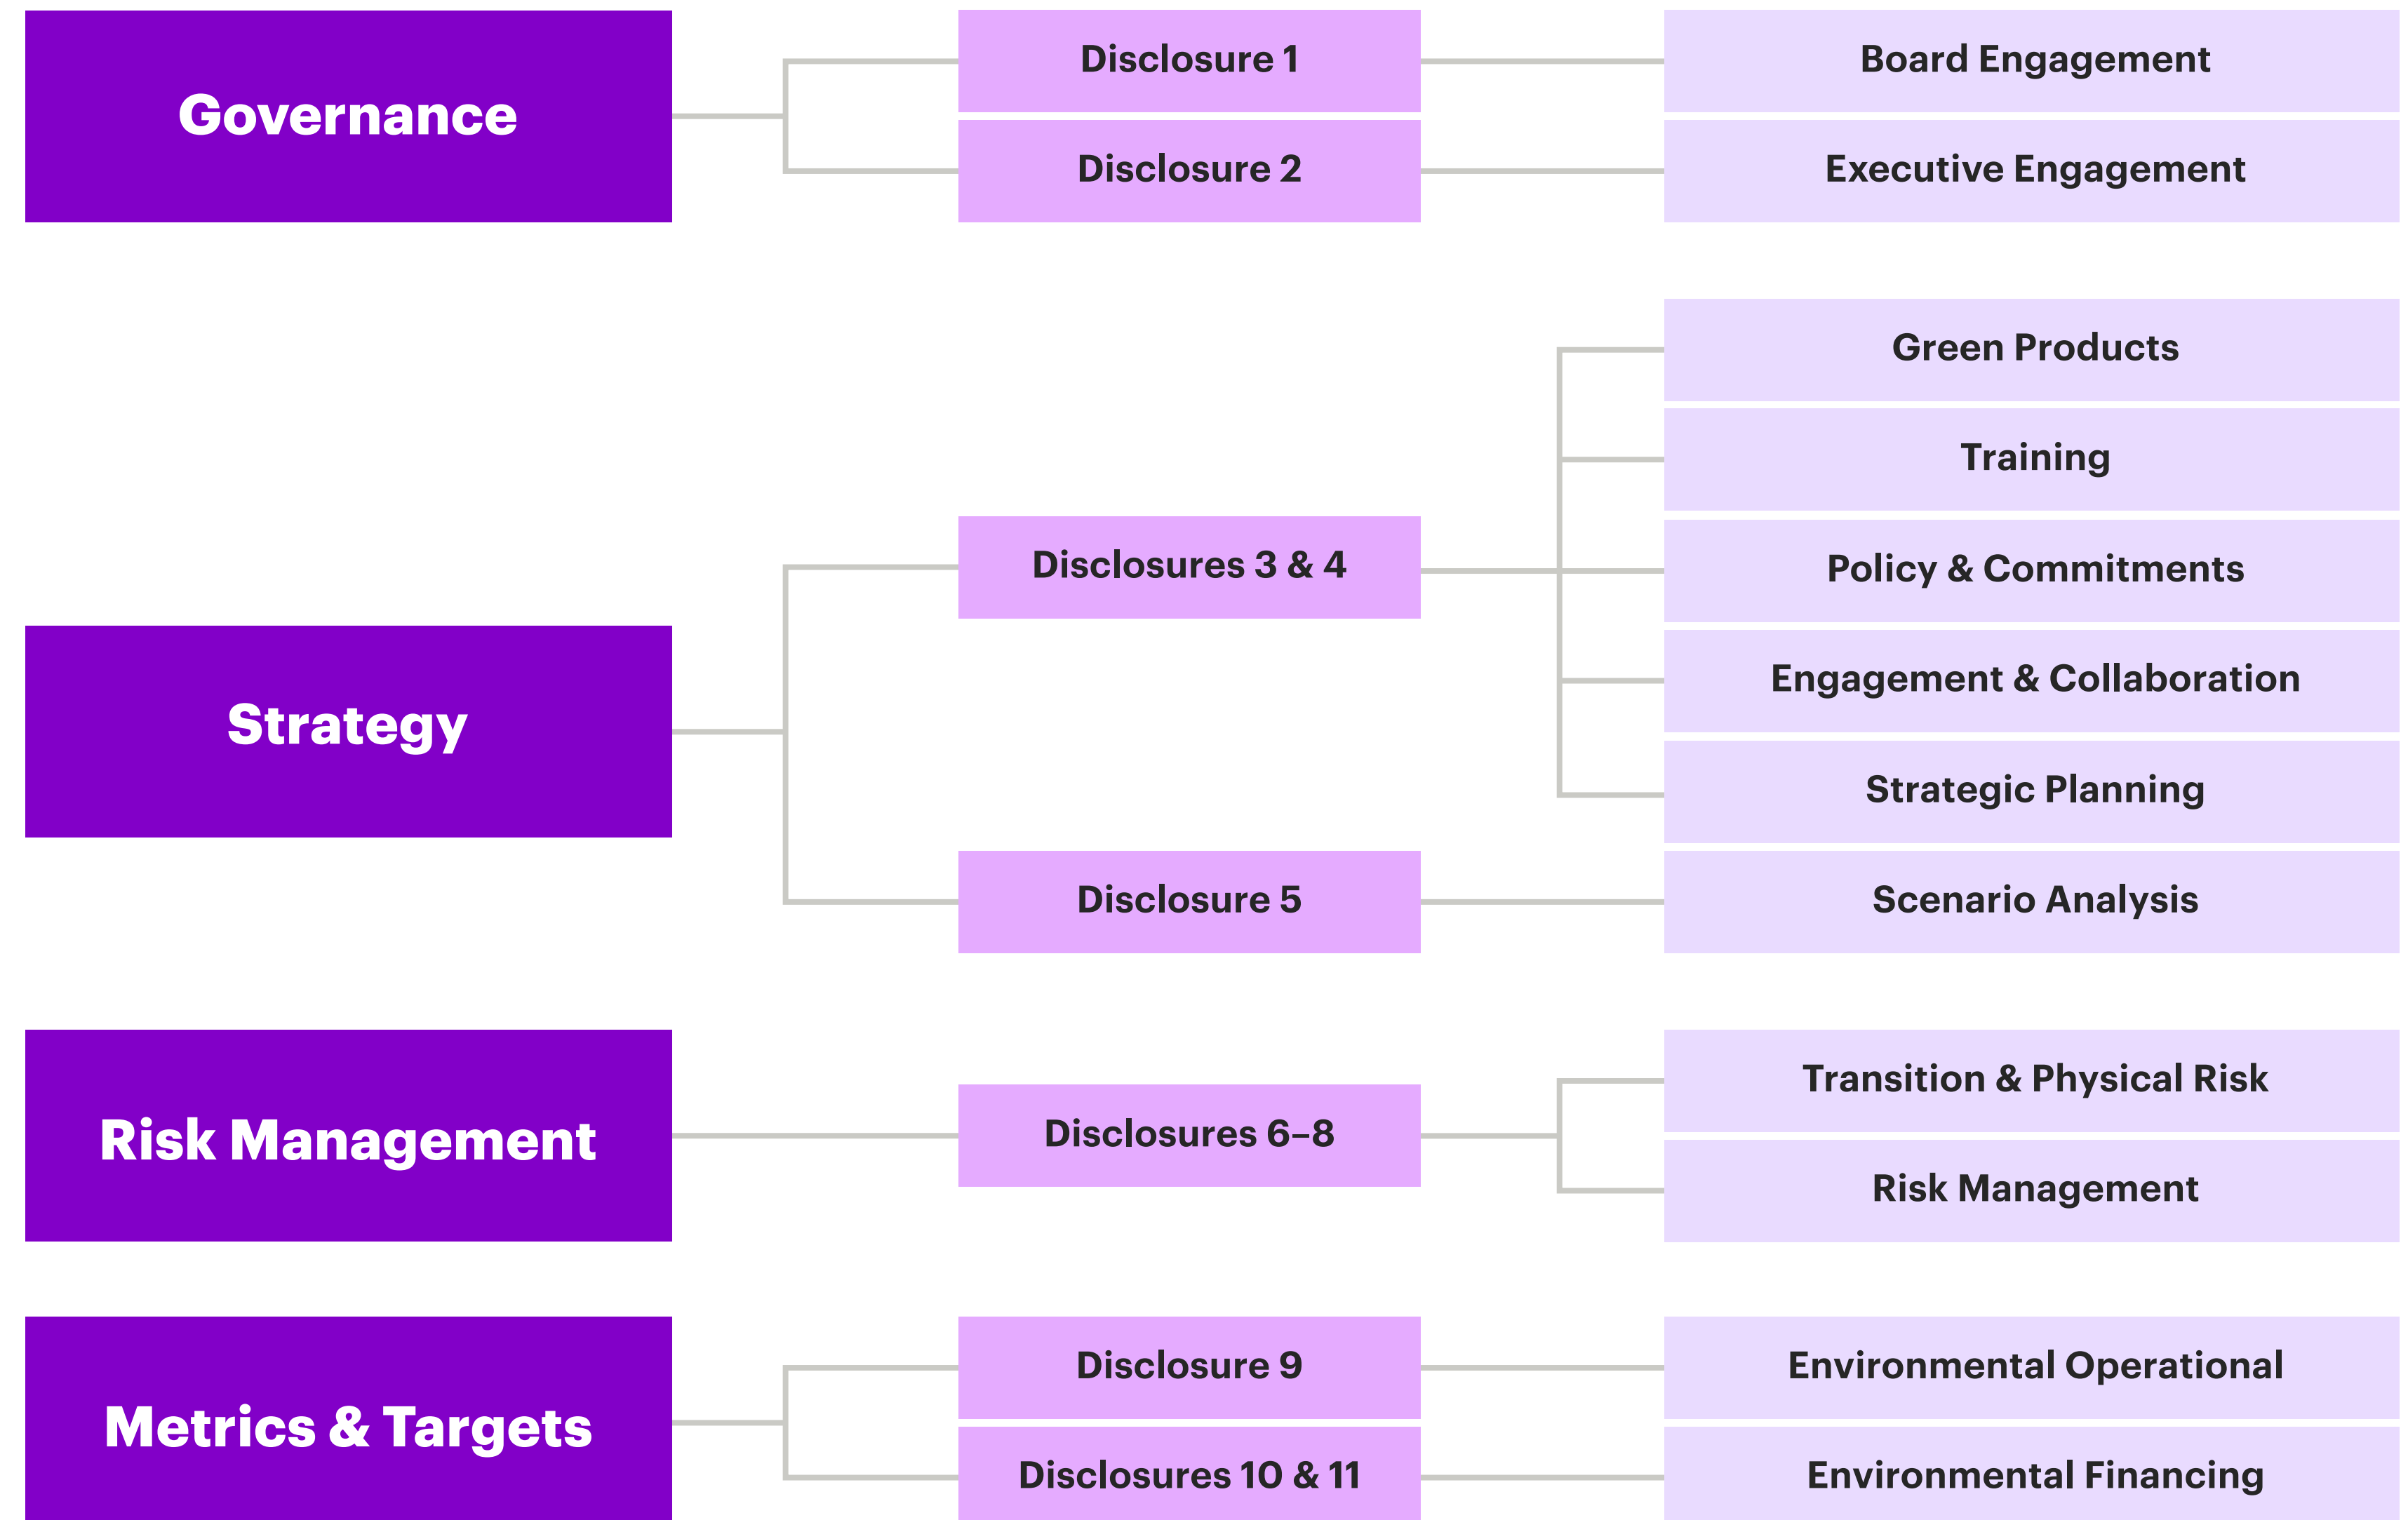 Governance
Disclosure 1
Board Engagement
Disclosure 2
Executive Engagement
Strategy
Disclosures 3 & 4
Green Products
Training
Policy & Commitments
Engagement & Collaboration
Strategic Planning
Disclosure 5
Scenario Analysis
Risk Management
Disclosures 6–8
Transition & Physical Risk
Risk Management
Metrics & Targets
Disclosure 9
Environmental Operational
Disclosures 10 & 11
Environmental Financing